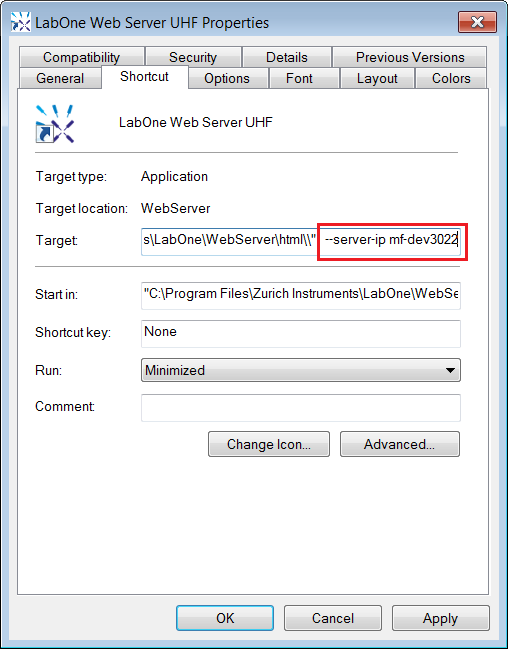 LabOne Web Server UHF Properties
Compatibility Security Details Previous Versions
General Shortcut Options Font Layout Colors
LabOne Web Server UHF
Target type: Application
Target location: WebServer
Target: s\LabOne\WebServer\html\\" --server-ip mf-dev3022
Start in: "C:\Program Files\Zurich Instruments\LabOne\WebSe
Shortcut key: None
Run: Minimized
Comment:
Change Icon... Advanced...
OK Cancel Apply